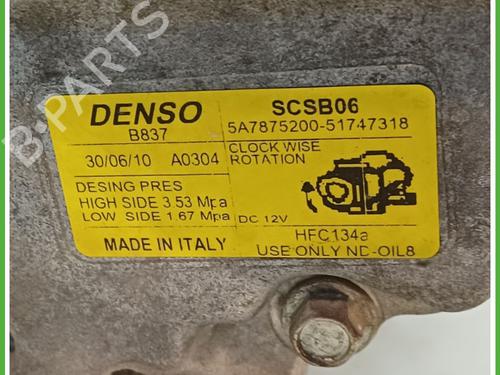 B-PARTS
DENSO
B837
SCSB06
5A7875200-51747318
30/06/10 A0304
CLOCK WISE
ROTATION
DESING PRES
HIGH SIDE 3.53 Mpa
LOW SIDE 1.67 Mpa
DC 12V
MADE IN ITALY
HFC134a
USE ONLY ND-OIL8